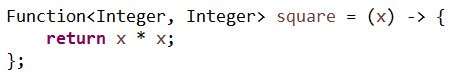 Function<Integer, Integer> square = (x) -> {
    return x * x;
};